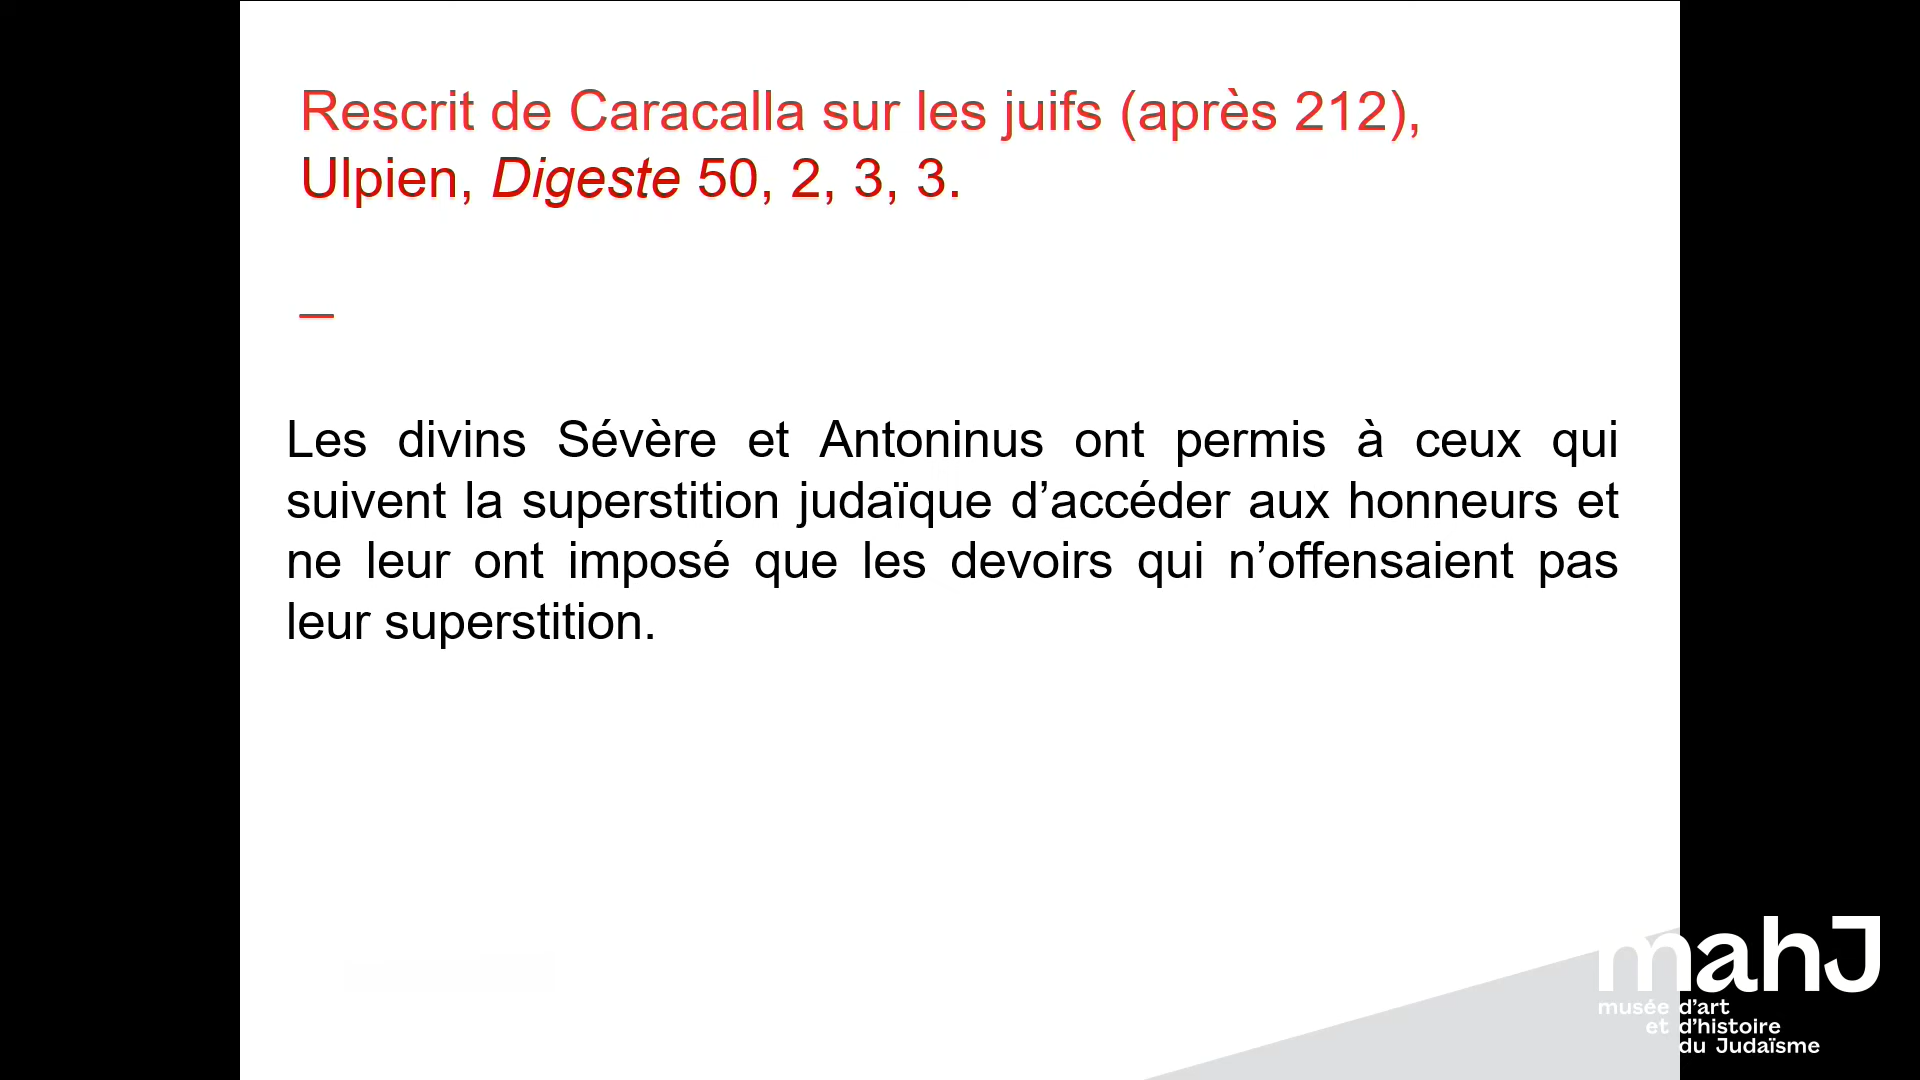 Rescrit de Caracalla sur les juifs (après 212),
Ulpien, Digeste 50, 2, 3, 3.
_
Les divins Sévère et Antoninus ont permis à ceux qui
suivent la superstition judaïque d’accéder aux honneurs et
ne leur ont imposé que les devoirs qui n’offensaient pas
leur superstition.
mahJ
musée d’art
et d’histoire
du Judaïsme